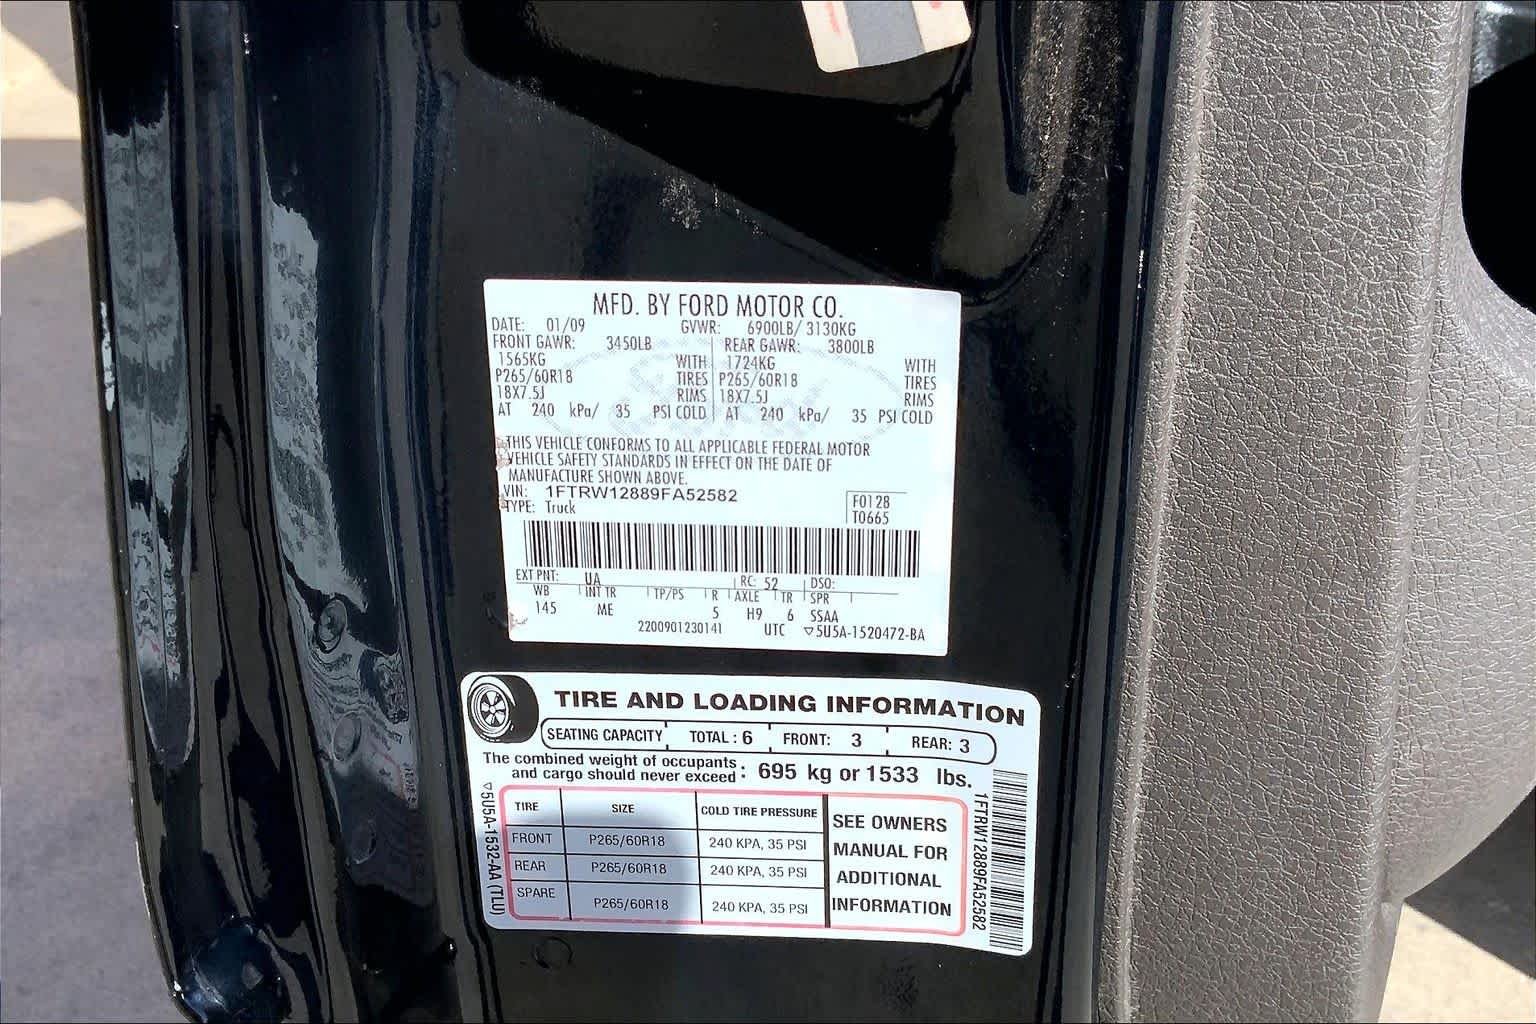 MFD. BY FORD MOTOR CO.
DATE: 01/09 GVWR: 6900LB/ 3130KG
FRONT GAWR: 3450LB REAR GAWR: 3800LB
1565KG WITH 1724KG WITH
P265/60R18 TIRES P265/60R18 TIRES
18X7.5J RIMS 18X7.5J RIMS
AT 240 kPa/ 35 PSI COLD AT 240 kPa/ 35 PSI COLD
THIS VEHICLE CONFORMS TO ALL APPLICABLE FEDERAL MOTOR
VEHICLE SAFETY STANDARDS IN EFFECT ON THE DATE OF
MANUFACTURE SHOWN ABOVE.
VIN: 1FTRW12889FA52582
F0128
TYPE: Truck T0665
EXT PNT: UA RC: 52 DSO:
WB INT TR TP/PS R AXLE TR SPR
145 ME 5 H9 6 SSAA
2200901230141 UTC ▽5U5A-1520472-BA
TIRE AND LOADING INFORMATION
SEATING CAPACITY TOTAL : 6 FRONT: 3 REAR: 3
The combined weight of occupants
and cargo should never exceed : 695 kg or 1533 lbs.
TIRE SIZE COLD TIRE PRESSURE
FRONT P265/60R18 240 KPA, 35 PSI
REAR P265/60R18 240 KPA, 35 PSI
SPARE P265/60R18 240 KPA, 35 PSI
SEE OWNERS
MANUAL FOR
ADDITIONAL
INFORMATION
▽5U5A-1532-AA (TLU)
1FTRW12889FA52582